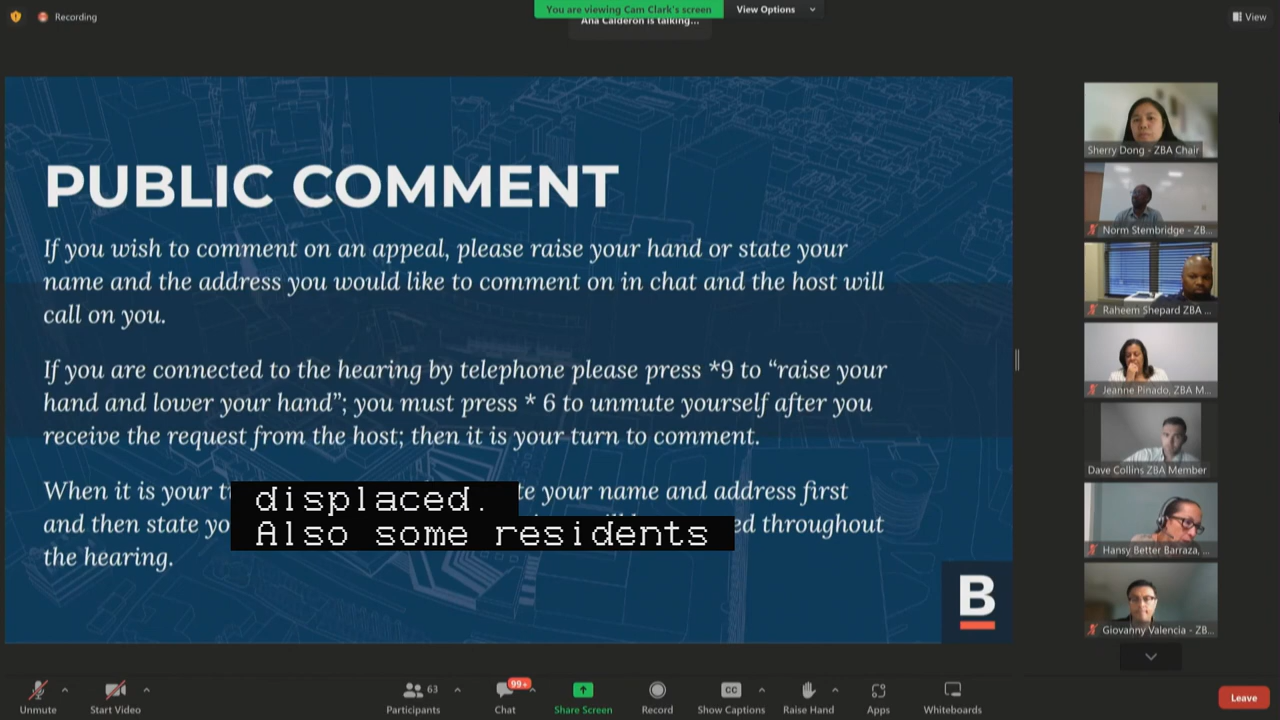 Recording
You are viewing Cam Clark's screen
View Options
Ana Calderon is talking...
View
PUBLIC COMMENT
If you wish to comment on an appeal, please raise your hand or state your
name and the address you would like to comment on in chat and the host will
call on you.
If you are connected to the hearing by telephone please press *9 to “raise your
hand and lower your hand”; you must press * 6 to unmute yourself after you
receive the request from the host; then it is your turn to comment.
When it is your
your name and address first
and then state
throughout
the hearing.
displaced.
Also some residents
B
Sherry Dong - ZBA Chair
Norm Stembridge - ZB...
Raheem Shepard ZBA ...
Jeanne Pinado, ZBA M...
Dave Collins ZBA Member
Hansy Better Barraza, ...
Giovanny Valencia - ZB...
Unmute
Start Video
63
Participants
99+
Chat
Share Screen
Record
CC
Show Captions
Raise Hand
Apps
Whiteboards
Leave